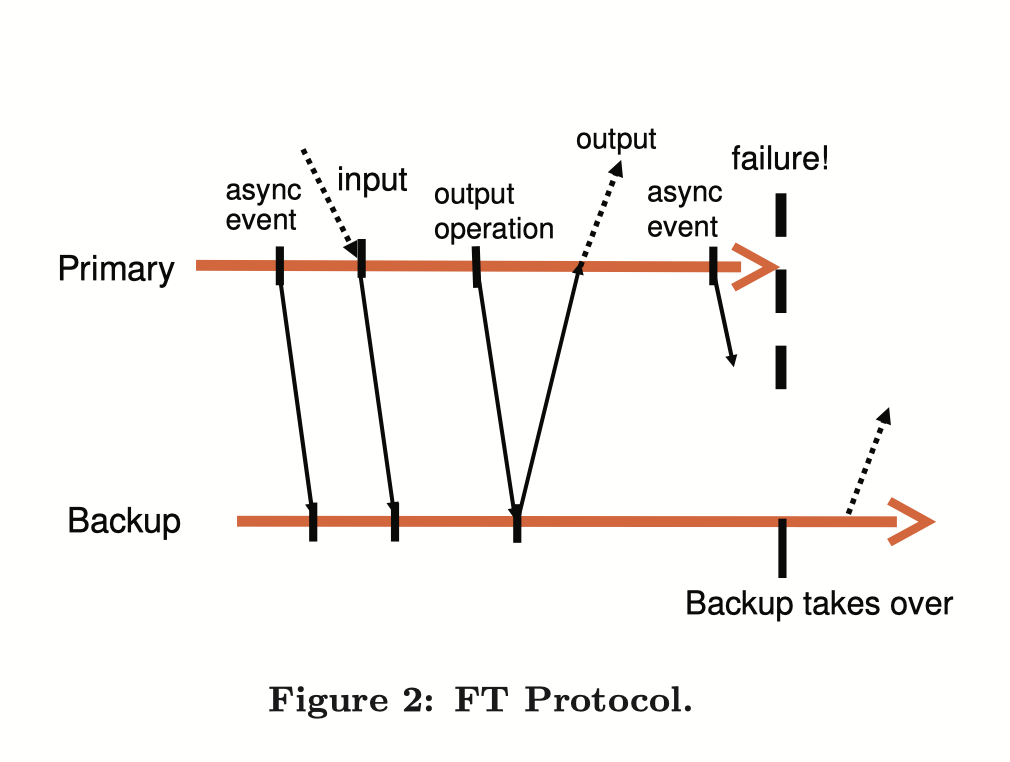 output
failure!
async
event
input
output
operation
async
event
Primary
Backup
Backup takes over
Figure 2: FT Protocol.